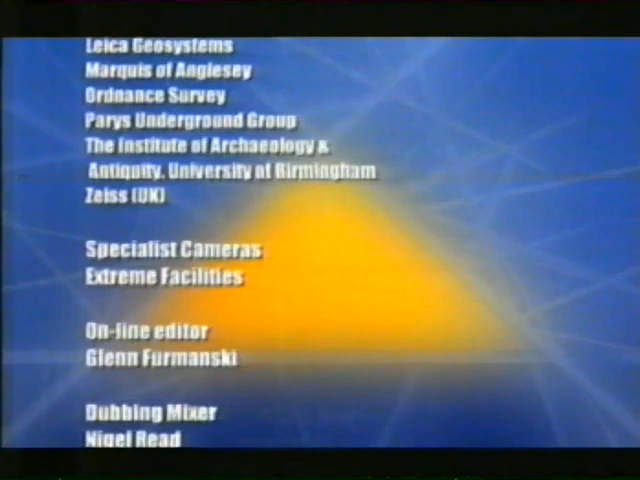 Leica Geosystems
Marquis of Anglesey
Ordnance Survey
Parys Underground Group
The Institute of Archaeology &
Antiquity. University of Birmingham
Zeiss (UK)
Specialist Cameras
Extreme Facilities
On-line editor
Glenn Furmanski
Dubbing Mixer
Nigel Read